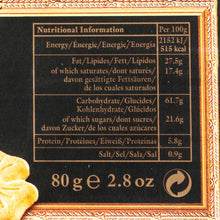 Nutritional Information Per 100g
Energy/Energie/Energie/Energía 2152 kJ/
515 kcal
Fat/Lipides/Fett/Lípidos 27.5g
of which saturates/dont saturés/ 17.4g
davon gesättigte Fettsäuren/
de los cuales saturados
Carbohydrate/Glucides/ 61.7g
Kohlenhydrate/Glúcidos
of which sugars/dont sucres/ 21.6g
davon Zucker/de los cuales azúcares
Protein/Protéines/Eiweiß/Proteínas 5.8g
Salt/Sel/Salz/Sal 0.9g
80 g e 2.8 oz